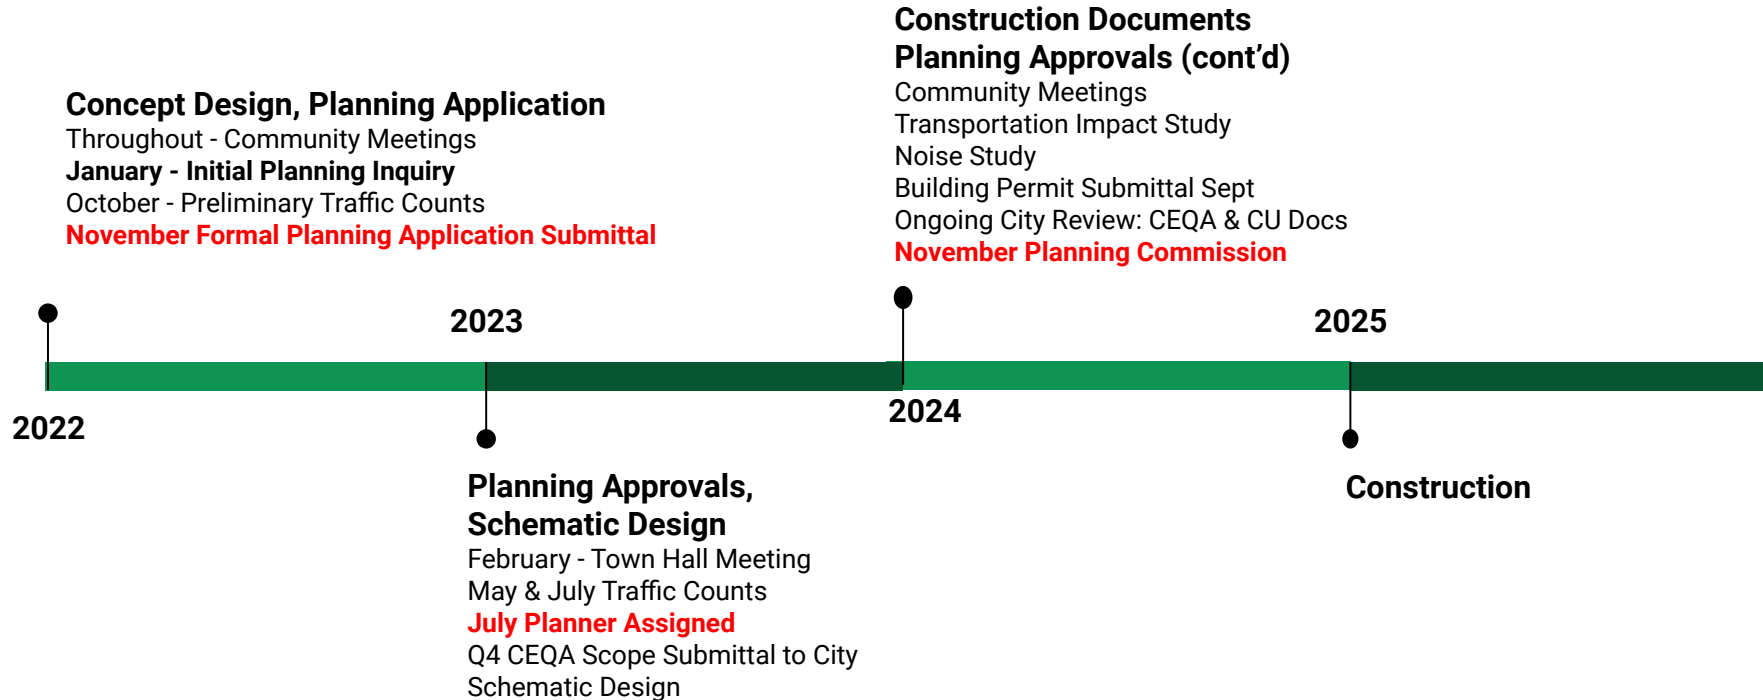 Construction Documents
Planning Approvals (cont’d)
Community Meetings
Transportation Impact Study
Noise Study
Building Permit Submittal Sept
Ongoing City Review: CEQA & CU Docs
November Planning Commission
Concept Design, Planning Application
Throughout - Community Meetings
January - Initial Planning Inquiry
October - Preliminary Traffic Counts
November Formal Planning Application Submittal
2023
2025
2022
2024
Planning Approvals,
Schematic Design
February - Town Hall Meeting
May & July Traffic Counts
July Planner Assigned
Q4 CEQA Scope Submittal to City
Schematic Design
Construction